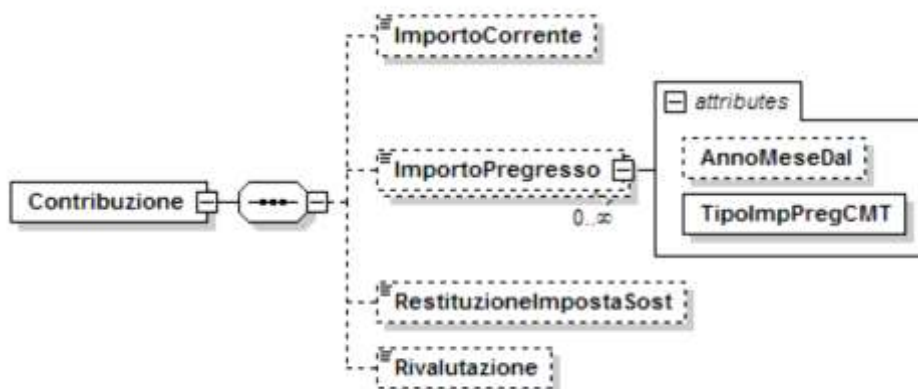 ImportoCorrente
attributes
AnnoMeseDal
ImportoPregresso
Contribuzione
TipoImpPregCMT
0..∞
RestituzioneImpostaSost
Rivalutazione